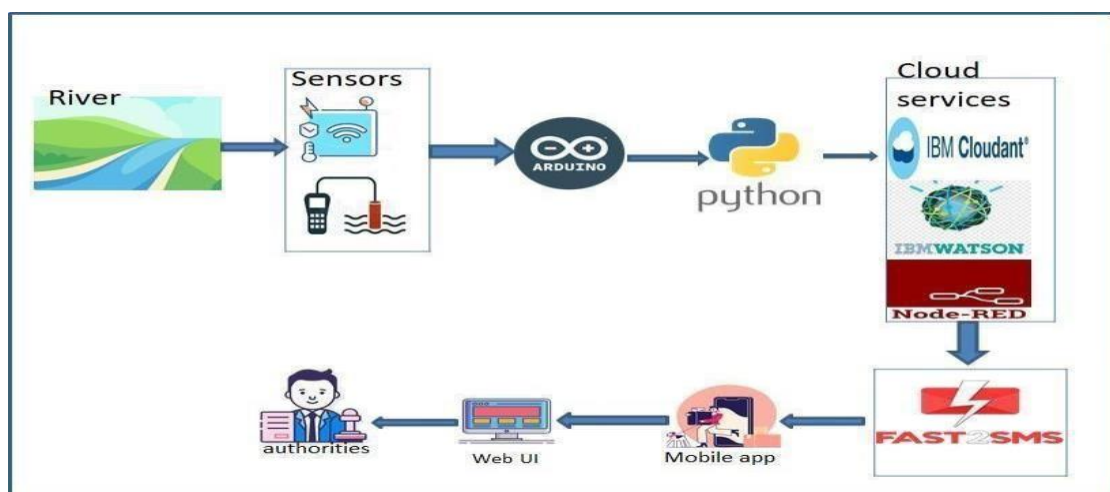 River
Sensors
ARDUINO
python
Cloud
services
IBM Cloudant®
IBMWATSON
Node-RED
FAST2SMS
Mobile app
Web UI
authorities